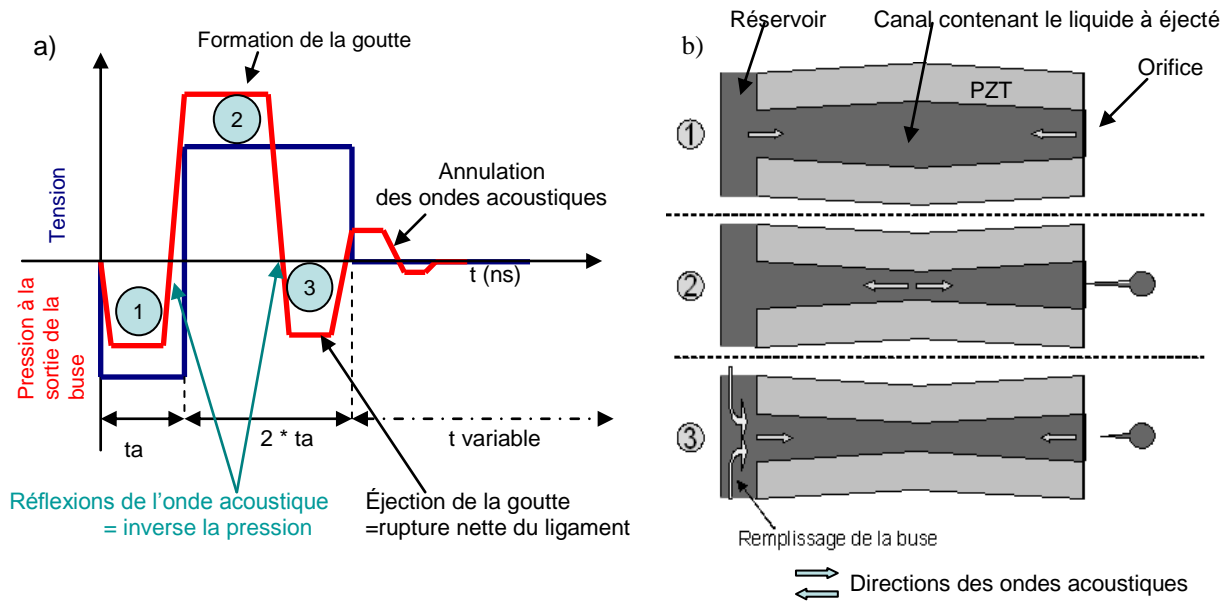 a)
Formation de la goutte
2
Annulation
des ondes acoustiques
Tension
t (ns)
1
3
Pression à la
sortie de la
buse
ta
2 * ta
t variable
Réflexions de l'onde acoustique
= inverse la pression
Éjection de la goutte
=rupture nette du ligament
b)
Réservoir
Canal contenant le liquide à éjecté
PZT
Orifice
1
2
3
Remplissage de la buse
Directions des ondes acoustiques